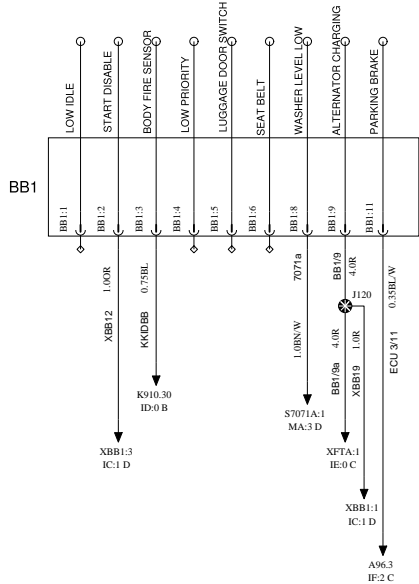 LOW IDLE
START DISABLE
BODY FIRE SENSOR
LOW PRIORITY
LUGGAGE DOOR SWITCH
SEAT BELT
WASHER LEVEL LOW
ALTERNATOR CHARGING
PARKING BRAKE
BB1
BB1:1
BB1:2
BB1:3
BB1:4
BB1:5
BB1:6
BB1:8
BB1:9
BB1:11
1.0OR
XBB12
0.75BL
KKIDBB
7071a
1.0BN/W
BB1/9
4.0R
J120
BB1/9a
4.0R
XBB19
1.0R
0.35BL/W
ECU 3/11
K910.30
ID:0 B
S7071A:1
MA:3 D
XBB1:3
IC:1 D
XFTA:1
IE:0 C
XBB1:1
IC:1 D
A96.3
IF:2 C